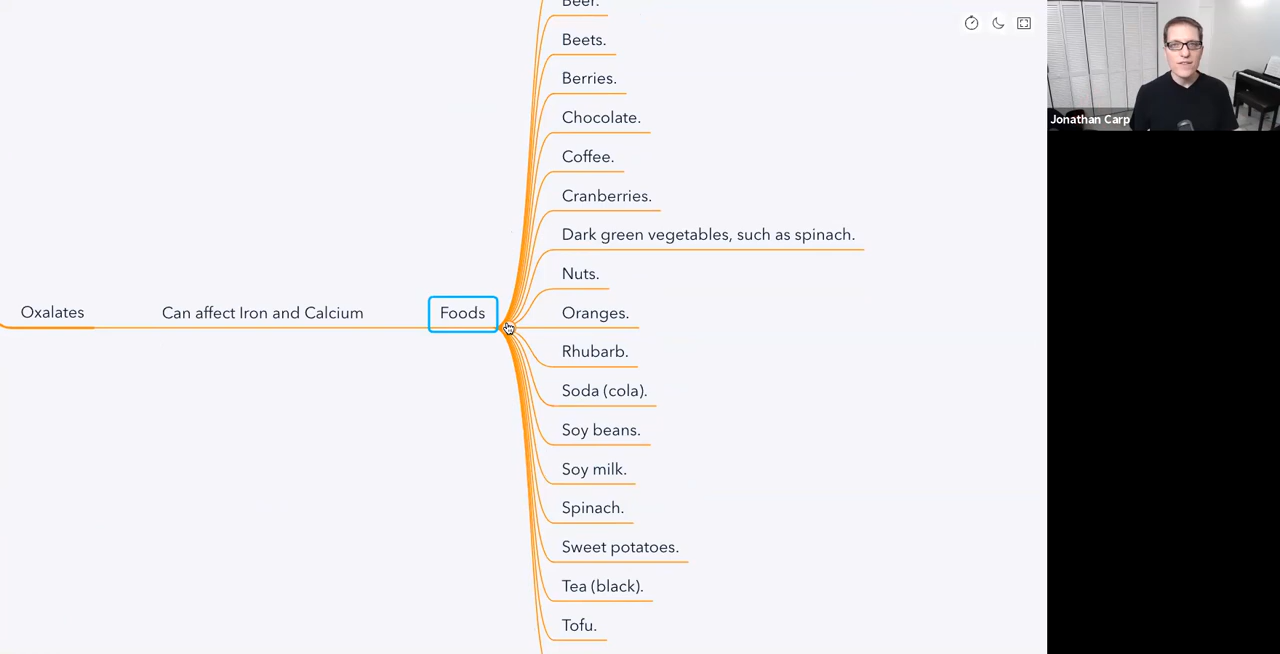 Beer.
Beets.
Berries.
Chocolate.
Coffee.
Cranberries.
Dark green vegetables, such as spinach.
Nuts.
Oxalates
Can affect Iron and Calcium
Foods
Oranges.
Rhubarb.
Soda (cola).
Soy beans.
Soy milk.
Spinach.
Sweet potatoes.
Tea (black).
Tofu.
Jonathan Carp